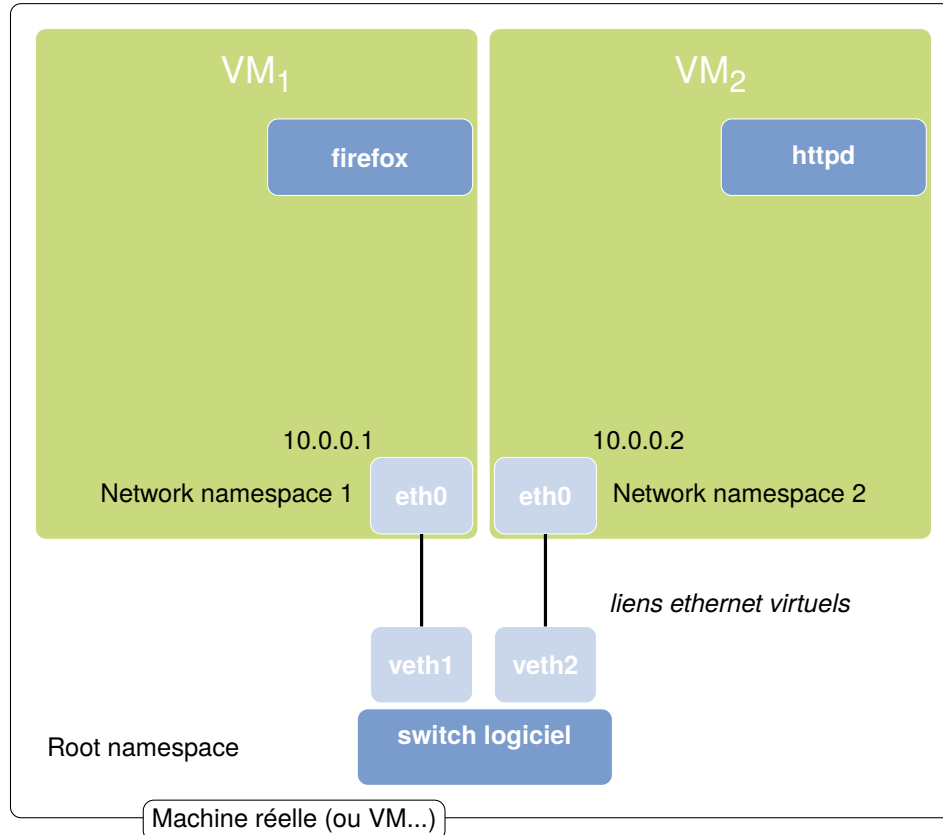 VM1
VM2
firefox
httpd
10.0.0.1
10.0.0.2
Network namespace 1
eth0
eth0
Network namespace 2
liens ethernet virtuels
veth1
veth2
switch logiciel
Root namespace
Machine réelle (ou VM...)